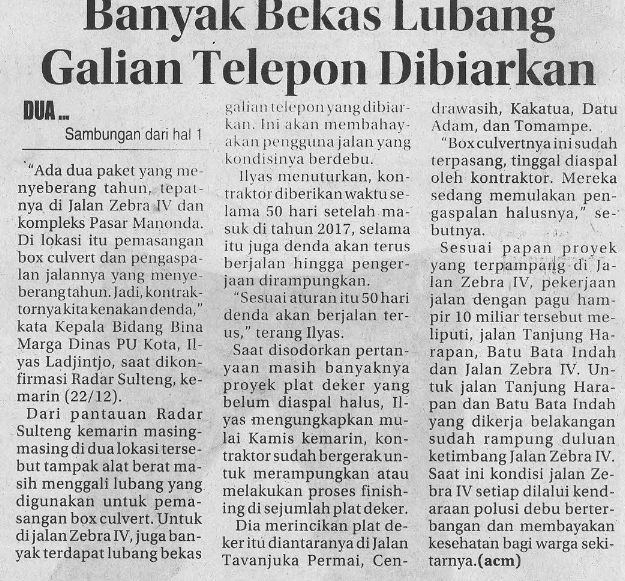 Banyak Bekas Lubang
Galian Telepon Dibiarkan
DUA ...
Sambungan dari hal 1
"Ada dua paket yang me-
nyeberang tahun, tepat-
nya di Jalan Zebra IV dan
kompleks Pasar Manonda.
Di lokasi itu pemasangan
box culvert dan pengaspa-
lan jalannya yang menye-
berang tahun. Jadi, kontrak-
tornya kita kenakan denda,"
kata Kepala Bidang Bina
Marga Dinas PU Kota, Il-
yas Ladjintjo, saat dikon-
firmasi Radar Sulteng, ke-
marin (22/12).
Dari pantauan Radar
Sulteng kemarin masing-
masing di dua lokasi terse-
but tampak alat berat ma-
sih menggali lubang yang
digunakan untuk pema-
sangan box culvert. Untuk
di jalan Zebra IV, juga ban-
yak terdapat lubang bekas
galian telepon yang dibiar-
kan. Ini akan membahay-
akan pengguna jalan yang
kondisinya berdebu.
Ilyas menuturkan, kon-
traktor diberikan waktu se-
lama 50 hari setelah ma-
suk di tahun 2017, selama
itu juga denda akan terus
berjalan hingga penger-
jaan dirampungkan.
"Sesuai aturan itu 50 hari
denda akan berjalan ter-
us," terang Ilyas.
Saat disodorkan pertan-
yaan masih banyaknya
proyek plat deker yang
belum diaspal halus, Il-
yas mengungkapkan mu-
lai Kamis kemarin, kon-
traktor sudah bergerak un-
tuk merampungkan atau
melakukan proses finish-
ing di sejumlah plat deker.
Dia merincikan plat de-
ker itu diantaranya di Jalan
Tavanjuka Permai, Cen-
drawasih, Kakatua, Datu
Adam, dan Tomampe.
"Box culvertnya ini sudah
terpasang, tinggal diaspal
oleh kontraktor. Mereka
sedang memulakan pen-
gaspalan halusnya," se-
butnya.
Sesuai papan proyek
yang terpampang di Ja-
lan Zebra IV, pekerjaan
jalan dengan pagu ham-
pir 10 miliar tersebut me-
liputi, jalan Tanjung Ha-
rapan, Batu Bata Indah
dan Jalan Zebra IV. Un-
tuk jalan Tanjung Harap-
an dan Batu Bata Indah
yang dikerja belakangan
sudah rampung duluan
ketimbang Jalan Zebra IV.
Saat ini kondisi jalan Ze-
bra IV setiap dilalui kend-
araan polusi debu berter-
bangan dan membayakan
kesehatan bagi warga seki-
tarnya.(acm)